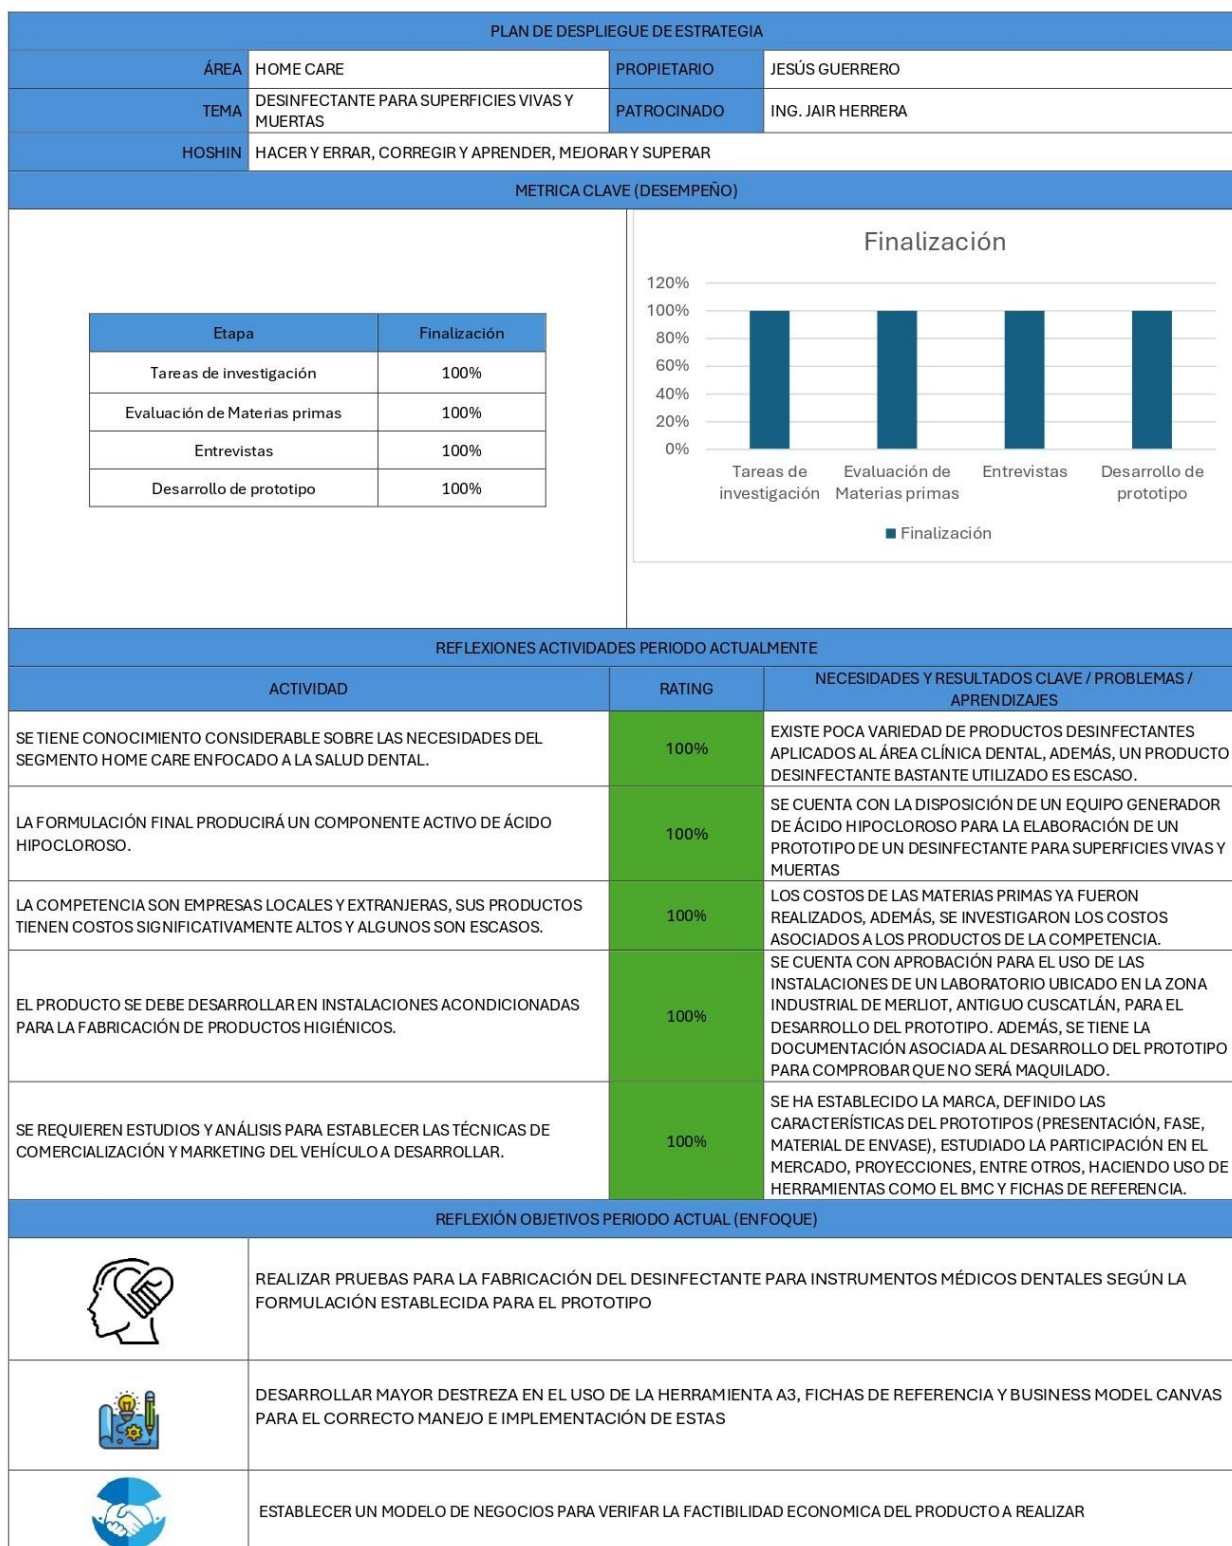 PLAN DE DESPLIEGUE DE ESTRATEGIA
ÁREA HOME CARE PROPIETARIO JESÚS GUERRERO
TEMA DESINFECTANTE PARA SUPERFICIES VIVAS Y
MUERTAS
PATROCINADO ING. JAIR HERRERA
HOSHIN HACER Y ERRAR, CORREGIR Y APRENDER, MEJORAR Y SUPERAR
METRICA CLAVE (DESEMPEÑO)
Etapa Finalización
Tareas de investigación 100%
Evaluación de Materias primas 100%
Entrevistas 100%
Desarrollo de prototipo 100%
Finalización
120%
100%
80%
60%
40%
20%
0%
Tareas de
investigación
Evaluación de
Materias primas
Entrevistas
Desarrollo de
prototipo
Finalización
REFLEXIONES ACTIVIDADES PERIODO ACTUALMENTE
ACTIVIDAD
RATING
NECESIDADES Y RESULTADOS CLAVE / PROBLEMAS /
APRENDIZAJES
SE TIENE CONOCIMIENTO CONSIDERABLE SOBRE LAS NECESIDADES DEL
SEGMENTO HOME CARE ENFOCADO A LA SALUD DENTAL.
100%
EXISTE POCA VARIEDAD DE PRODUCTOS DESINFECTANTES
APLICADOS AL ÁREA CLÍNICA DENTAL, ADEMÁS, UN PRODUCTO
DESINFECTANTE BASTANTE UTILIZADO ES ESCASO.
LA FORMULACIÓN FINAL PRODUCIRÁ UN COMPONENTE ACTIVO DE ÁCIDO
HIPOCLOROSO.
100%
SE CUENTA CON LA DISPOSICIÓN DE UN EQUIPO GENERADOR
DE ÁCIDO HIPOCLOROSO PARA LA ELABORACIÓN DE UN
PROTOTIPO DE UN DESINFECTANTE PARA SUPERFICIES VIVAS Y
MUERTAS
LA COMPETENCIA SON EMPRESAS LOCALES Y EXTRANJERAS, SUS PRODUCTOS
TIENEN COSTOS SIGNIFICATIVAMENTE ALTOS Y ALGUNOS SON ESCASOS.
100%
LOS COSTOS DE LAS MATERIAS PRIMAS YA FUERON
REALIZADOS, ADEMÁS, SE INVESTIGARON LOS COSTOS
ASOCIADOS A LOS PRODUCTOS DE LA COMPETENCIA.
EL PRODUCTO SE DEBE DESARROLLAR EN INSTALACIONES ACONDICIONADAS
PARA LA FABRICACIÓN DE PRODUCTOS HIGIÉNICOS.
100%
SE CUENTA CON APROBACIÓN PARA EL USO DE LAS
INSTALACIONES DE UN LABORATORIO UBICADO EN LA ZONA
INDUSTRIAL DE MERLIOT, ANTIGUO CUSCATLÁN, PARA EL
DESARROLLO DEL PROTOTIPO. ADEMÁS, SE TIENE LA
DOCUMENTACIÓN ASOCIADA AL DESARROLLO DEL PROTOTIPO
PARA COMPROBAR QUE NO SERÁ MAQUILADO.
SE REQUIEREN ESTUDIOS Y ANÁLISIS PARA ESTABLECER LAS TÉCNICAS DE
COMERCIALIZACIÓN Y MARKETING DEL VEHÍCULO A DESARROLLAR.
100%
SE HA ESTABLECIDO LA MARCA, DEFINIDO LAS
CARACTERÍSTICAS DEL PROTOTIPOS (PRESENTACIÓN, FASE,
MATERIAL DE ENVASE), ESTUDIADO LA PARTICIPACIÓN EN EL
MERCADO, PROYECCIONES, ENTRE OTROS, HACIENDO USO DE
HERRAMIENTAS COMO EL BMC Y FICHAS DE REFERENCIA.
REFLEXIÓN OBJETIVOS PERIODO ACTUAL (ENFOQUE)
REALIZAR PRUEBAS PARA LA FABRICACIÓN DEL DESINFECTANTE PARA INSTRUMENTOS MÉDICOS DENTALES SEGÚN LA
FORMULACIÓN ESTABLECIDA PARA EL PROTOTIPO
DESARROLLAR MAYOR DESTREZA EN EL USO DE LA HERRAMIENTA A3, FICHAS DE REFERENCIA Y BUSINESS MODEL CANVAS
PARA EL CORRECTO MANEJO E IMPLEMENTACIÓN DE ESTAS
ESTABLECER UN MODELO DE NEGOCIOS PARA VERIFAR LA FACTIBILIDAD ECONOMICA DEL PRODUCTO A REALIZAR